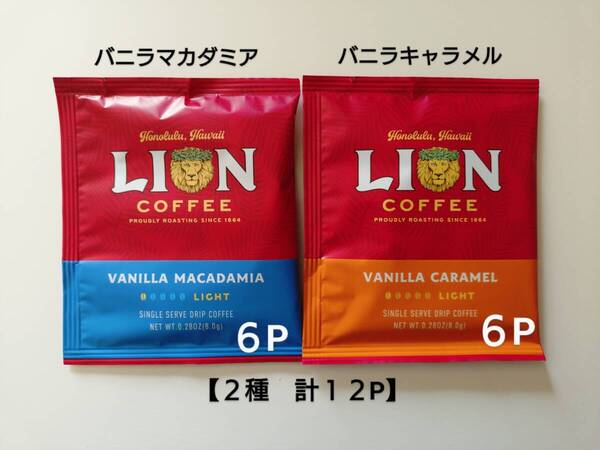 バニラマカダミア
バニラキャラメル
Honolulu, Hawaii
LION
COFFEE
PROUDLY ROASTING SINCE 1864
VANILLA MACADAMIA
LIGHT
SINGLE SERVE DRIP COFFEE
NET WT.0.28OZ(8.0g)
6P
Honolulu, Hawaii
LION
COFFEE
PROUDLY ROASTING SINCE 1864
VANILLA CARAMEL
LIGHT
SINGLE SERVE DRIP COFFEE
NET WT.0.28OZ(8.0g)
6P
【2種 計12P】